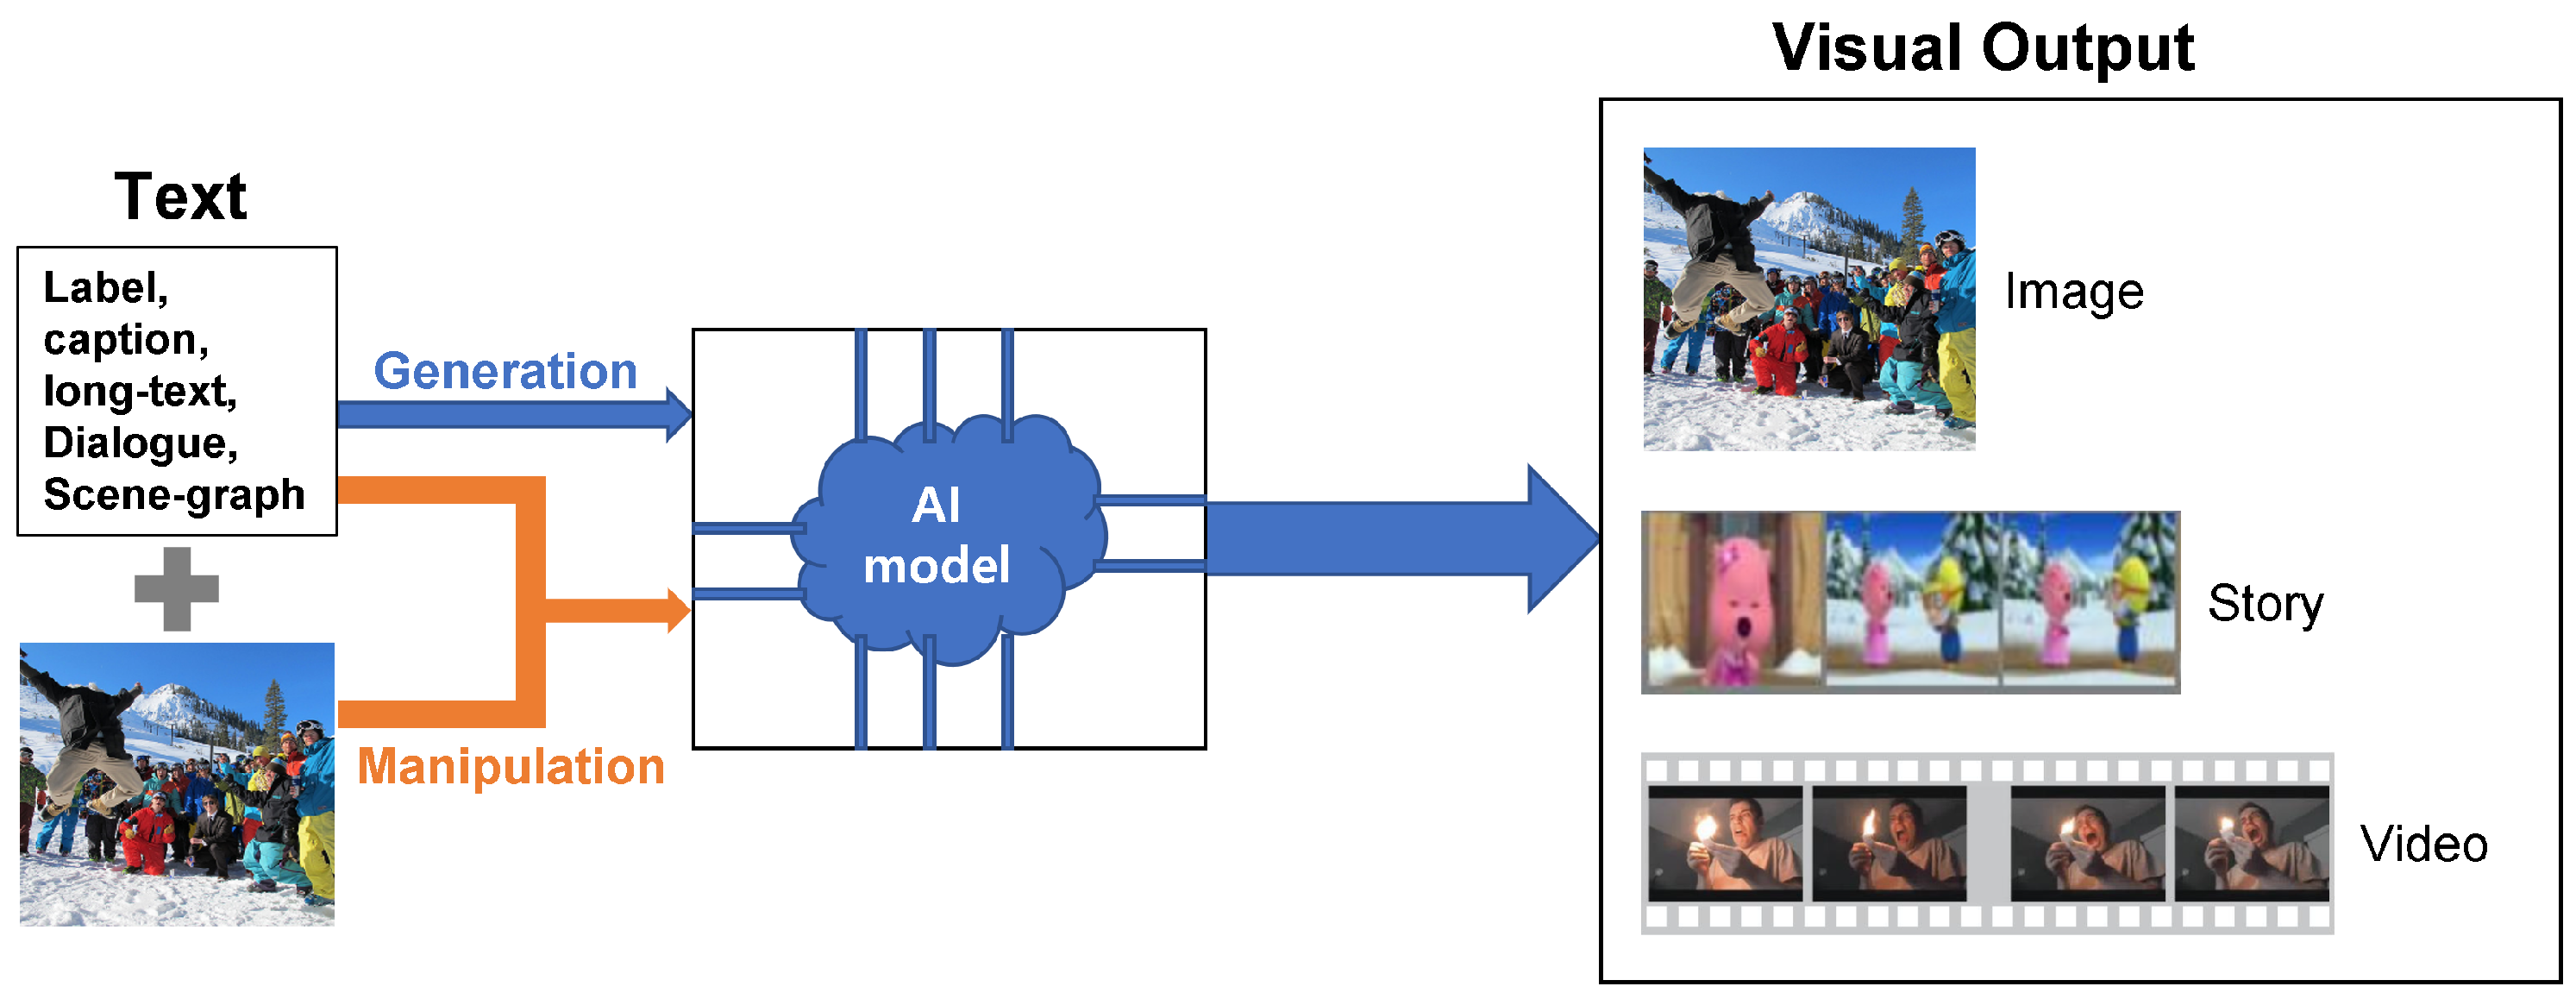 Text
Label,
caption,
long-text,
Dialogue,
Scene-graph
Generation
Manipulation
AI
model
Visual Output
Image
Story
Video